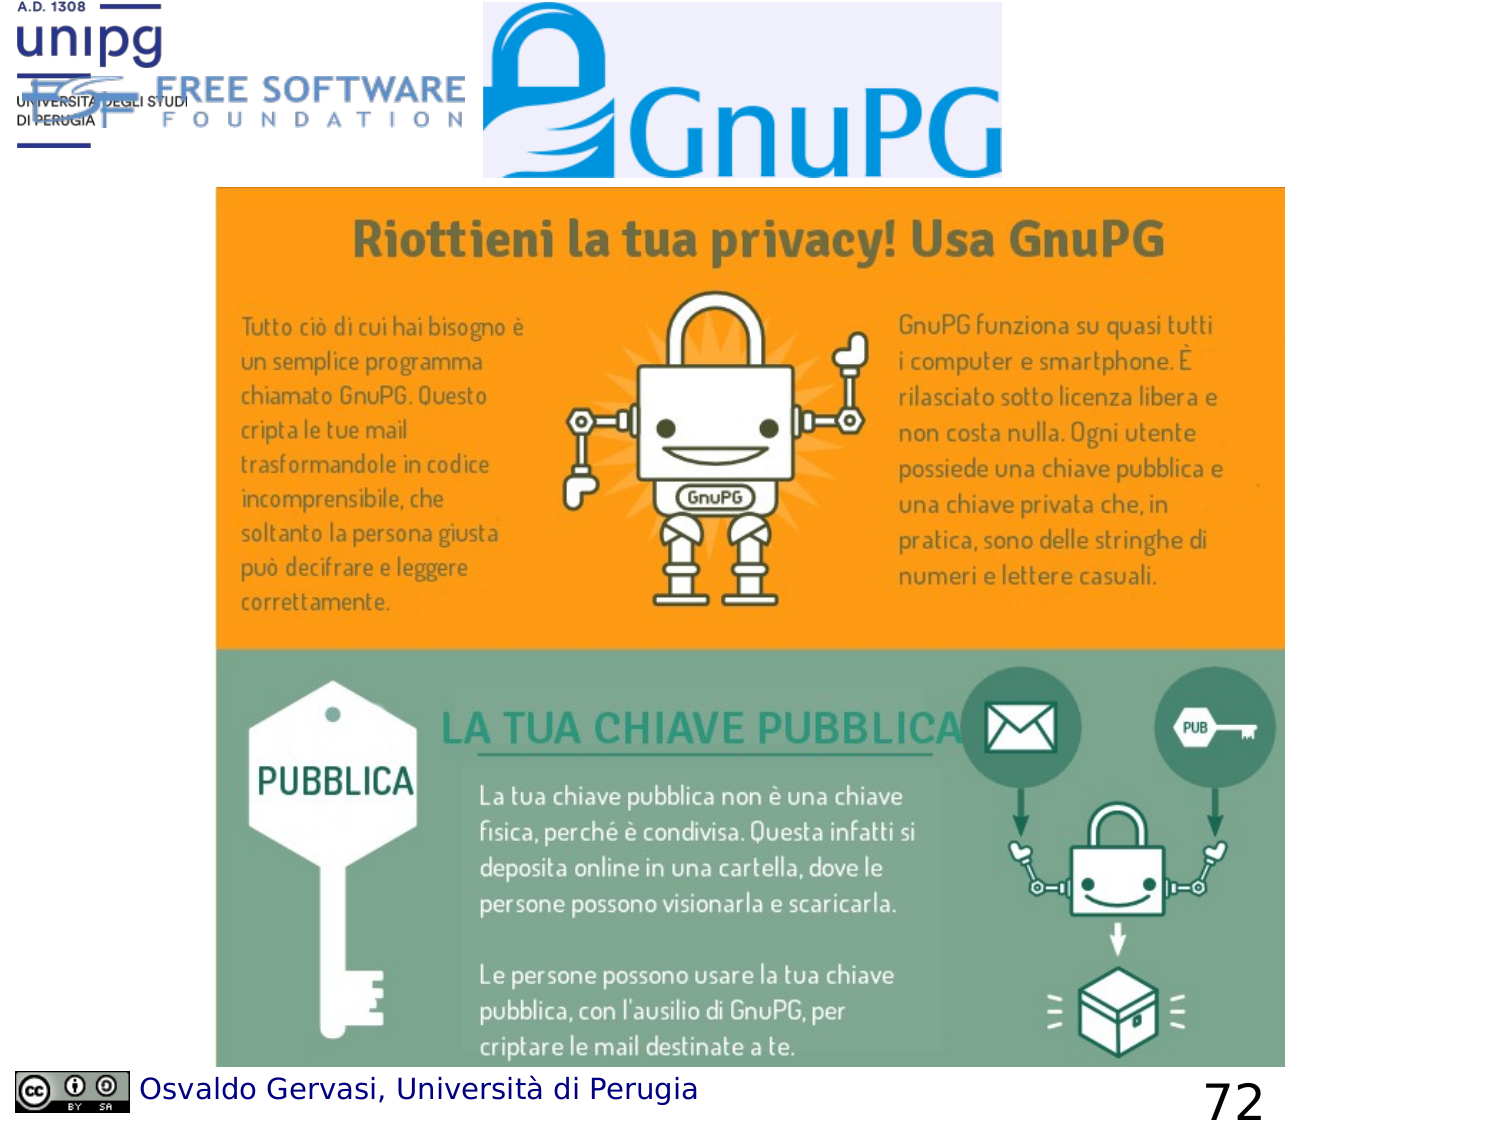 A.D. 1308
unipg
UNIVERSITÀ DEGLI STUDI
DI PERUGIA
FREE SOFTWARE
FOUNDATION
GnuPG
Riottieni la tua privacy! Usa GnuPG
Tutto ciò di cui hai bisogno è
un semplice programma
chiamato GnuPG. Questo
cripta le tue mail
trasformandole in codice
incomprensibile, che
soltanto la persona giusta
può decifrare e leggere
correttamente.
GnuPG
GnuPG funziona su quasi tutti
i computer e smartphone. È
rilasciato sotto licenza libera e
non costa nulla. Ogni utente
possiede una chiave pubblica e
una chiave privata che, in
pratica, sono delle stringhe di
numeri e lettere casuali.
PUBBLICA
LA TUA CHIAVE PUBBLICA
La tua chiave pubblica non è una chiave
fisica, perché è condivisa. Questa infatti si
deposita online in una cartella, dove le
persone possono visionarla e scaricarla.
Le persone possono usare la tua chiave
pubblica, con l'ausilio di GnuPG, per
criptare le mail destinate a te.
PUB
cc BY SA
Osvaldo Gervasi, Università di Perugia
72